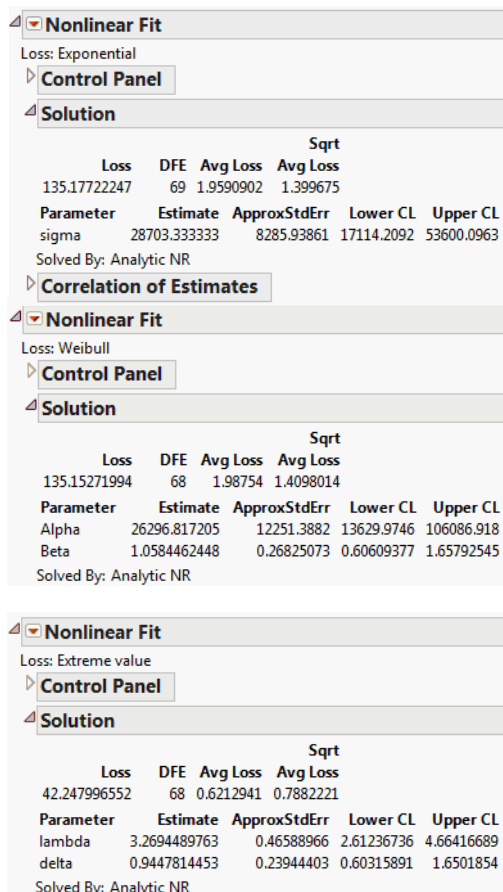 Nonlinear Fit
Loss: Exponential
Control Panel
Solution
Sqrt
Loss DFE Avg Loss Avg Loss
135.17722247 69 1.9590902 1.399675
Parameter Estimate ApproxStdErr Lower CL Upper CL
sigma 28703.333333 8285.93861 17114.2092 53600.0963
Solved By: Analytic NR
Correlation of Estimates
Nonlinear Fit
Loss: Weibull
Control Panel
Solution
Sqrt
Loss DFE Avg Loss Avg Loss
135.15271994 68 1.98754 1.4098014
Parameter Estimate ApproxStdErr Lower CL Upper CL
Alpha 26296.817205 12251.3882 13629.9746 106086.918
Beta 1.0584462448 0.26825073 0.60609377 1.65792545
Solved By: Analytic NR
Nonlinear Fit
Loss: Extreme value
Control Panel
Solution
Sqrt
Loss DFE Avg Loss Avg Loss
42.247996552 68 0.6212941 0.7882221
Parameter Estimate ApproxStdErr Lower CL Upper CL
lambda 3.2694489763 0.46588966 2.61236736 4.66416689
delta 0.9447814453 0.23944403 0.60315891 1.6501854
Solved By: Analytic NR